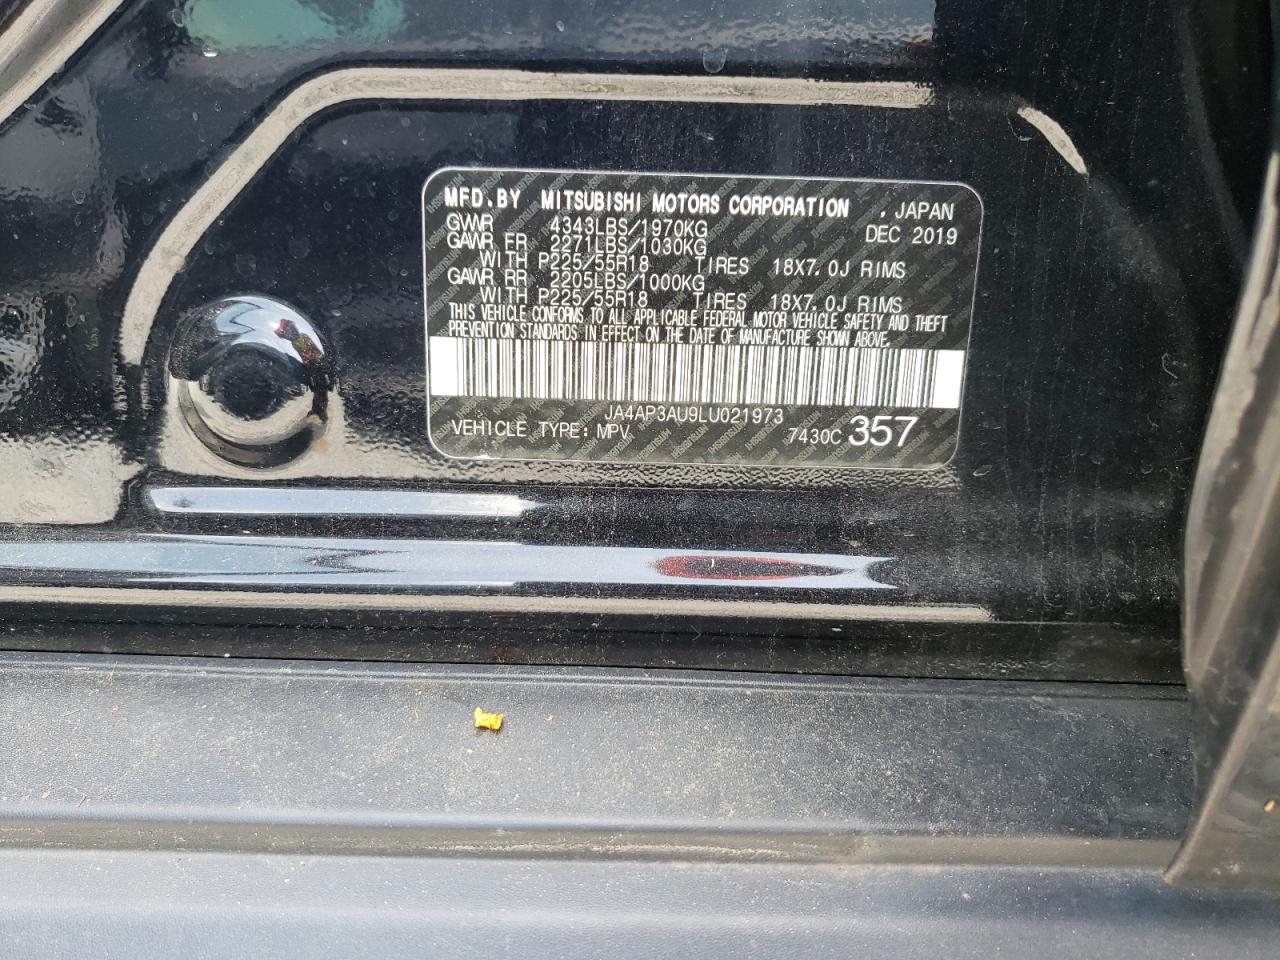 MFD.BY MITSUBISHI MOTORS CORPORATION . JAPAN
GWR 4343LBS/1970KG DEC 2019
GAWR FR 2271LBS/1030KG
WITH P225/55R18 TIRES 18X7.0J RIMS
GAWR RR 2205LBS/1000KG
WITH P225/55R18 TIRES 18X7.0J RIMS
THIS VEHICLE CONFORMS TO ALL APPLICABLE FEDERAL MOTOR VEHICLE SAFETY AND THEFT
PREVENTION STANDARDS IN EFFECT ON THE DATE OF MANUFACTURE SHOWN ABOVE.
JA4AP3AU9LU021973
VEHICLE TYPE: MPV 7430C 357